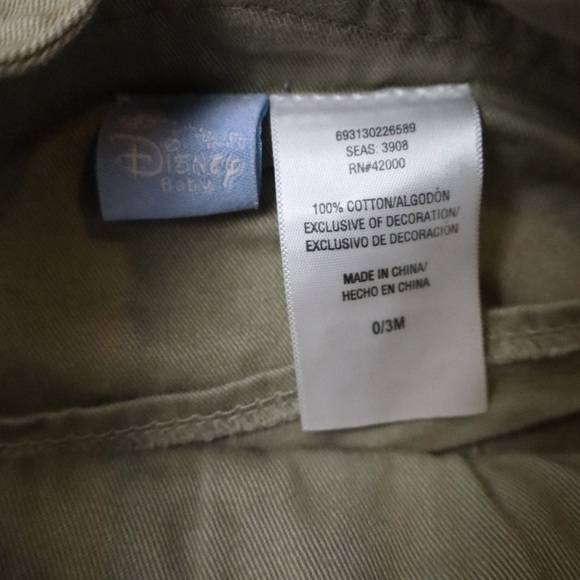 Disney
Baby
693130226589
SEAS: 3908
RN#42000
100% COTTON/ALGODÓN
EXCLUSIVE OF DECORATION/
EXCLUSIVO DE DECORACION
MADE IN CHINA/
HECHO EN CHINA
0/3M